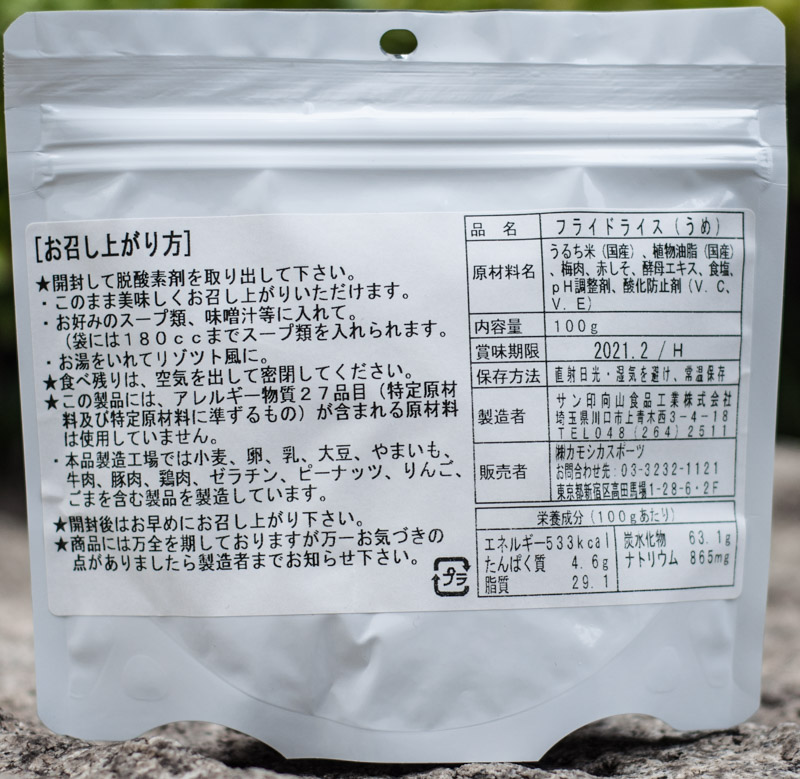 [お召し上がり方]
★開封して脱酸素剤を取り出して下さい。
・このまま美味しくお召し上がりいただけます。
・お好みのスープ類、味噌汁等に入れて。
（袋には１８０ｃｃまでスープ類を入れられます。
・お湯をいれてリゾツト風に。
★食べ残りは、空気を出して密閉してください。
★この製品には、アレルギー物質２７品目（特定原材
料及び特定原材料に準ずるもの）が含まれる原材料
は使用していません。
・本品製造工場では小麦、卵、乳、大豆、やまいも、
牛肉、豚肉、鶏肉、ゼラチン、ピーナッツ、りんご、
ごまを含む製品を製造しています。
★開封後はお早めにお召し上がり下さい。
★商品には万全を期しておりますが万一お気づきの
点がありましたら製造者までお知らせ下さい。
プラ
品 名 フライドライス（うめ）
原材料名 うるち米（国産）、植物油脂（国産）
、梅肉、赤しそ、酵母エキス、食塩、
ｐＨ調整剤、酸化防止剤（Ｖ．Ｃ、
Ｖ．Ｅ）
内容量 １００ｇ
賞味期限 2021.2 / H
保存方法 直射日光・湿気を避け、常温保存
製造者 サン印向山食品工業株式会社
埼玉県川口市上青木西３−４−１８
ＴＥＬ０４８（２６４）２５１１
販売者 ㈱カモシカスポーツ
お問合わせ先：03-3232-1121
東京都新宿区高田馬場1-28-6・2F
栄養成分（１００ｇあたり）
エネルギー５３３ｋｃａｌ 炭水化物 ６３．１ｇ
たんぱく質 ４．６ｇ ナトリウム ８６５ｍｇ
脂質 ２９．１